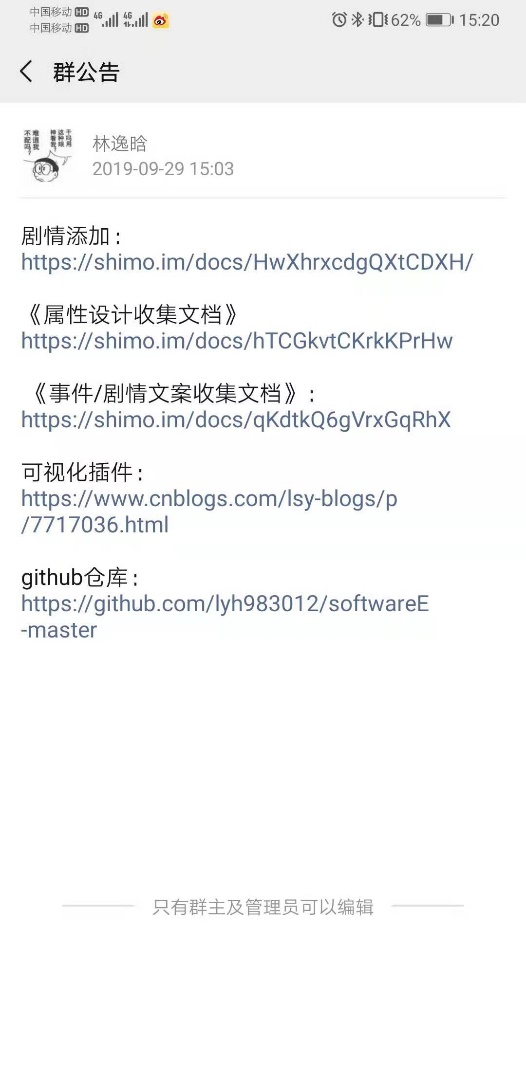 中国移动 HD 4G 4G 62% 15:20
中国移动 HD
群公告
林逸晗
2019-09-29 15:03
剧情添加：
https://shimo.im/docs/HwXhrxcdgQXtCDXH/
《属性设计收集文档》
https://shimo.im/docs/hTCGkvtCKrkKPrHw
《事件/剧情文案收集文档》：
https://shimo.im/docs/qKdtkQ6gVrxGqRhX
可视化插件：
https://www.cnblogs.com/lsy-blogs/p
/7717036.html
github仓库：
https://github.com/lyh983012/softwareE
-master
只有群主及管理员可以编辑